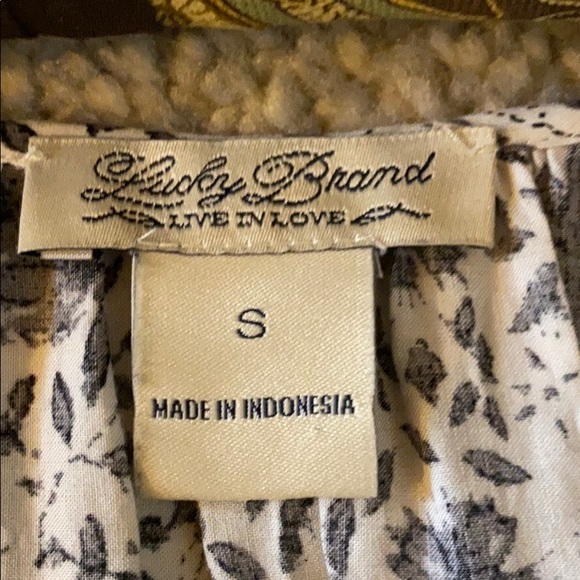 Lucky Brand
LIVE IN LOVE
S
MADE IN INDONESIA